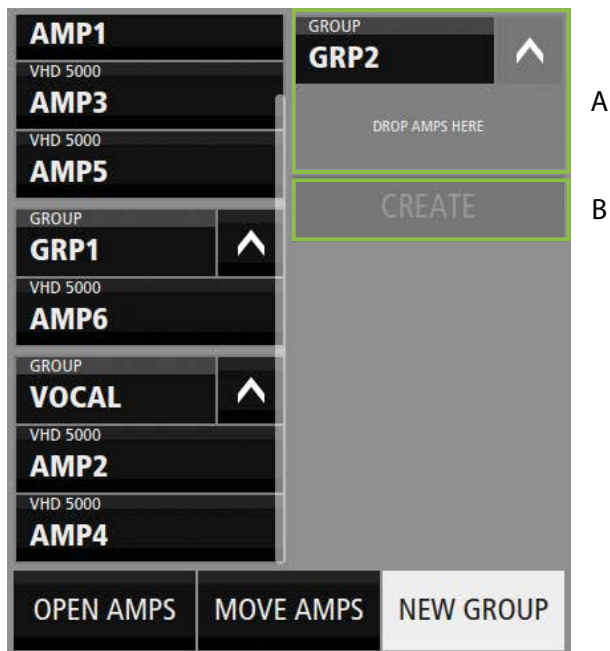 AMP1
VHD 5000
AMP3
VHD 5000
AMP5
GROUP
GRP1
VHD 5000
AMP6
GROUP
VOCAL
VHD 5000
AMP2
VHD 5000
AMP4
GROUP
GRP2
DROP AMPS HERE
A
CREATE
B
OPEN AMPS
MOVE AMPS
NEW GROUP